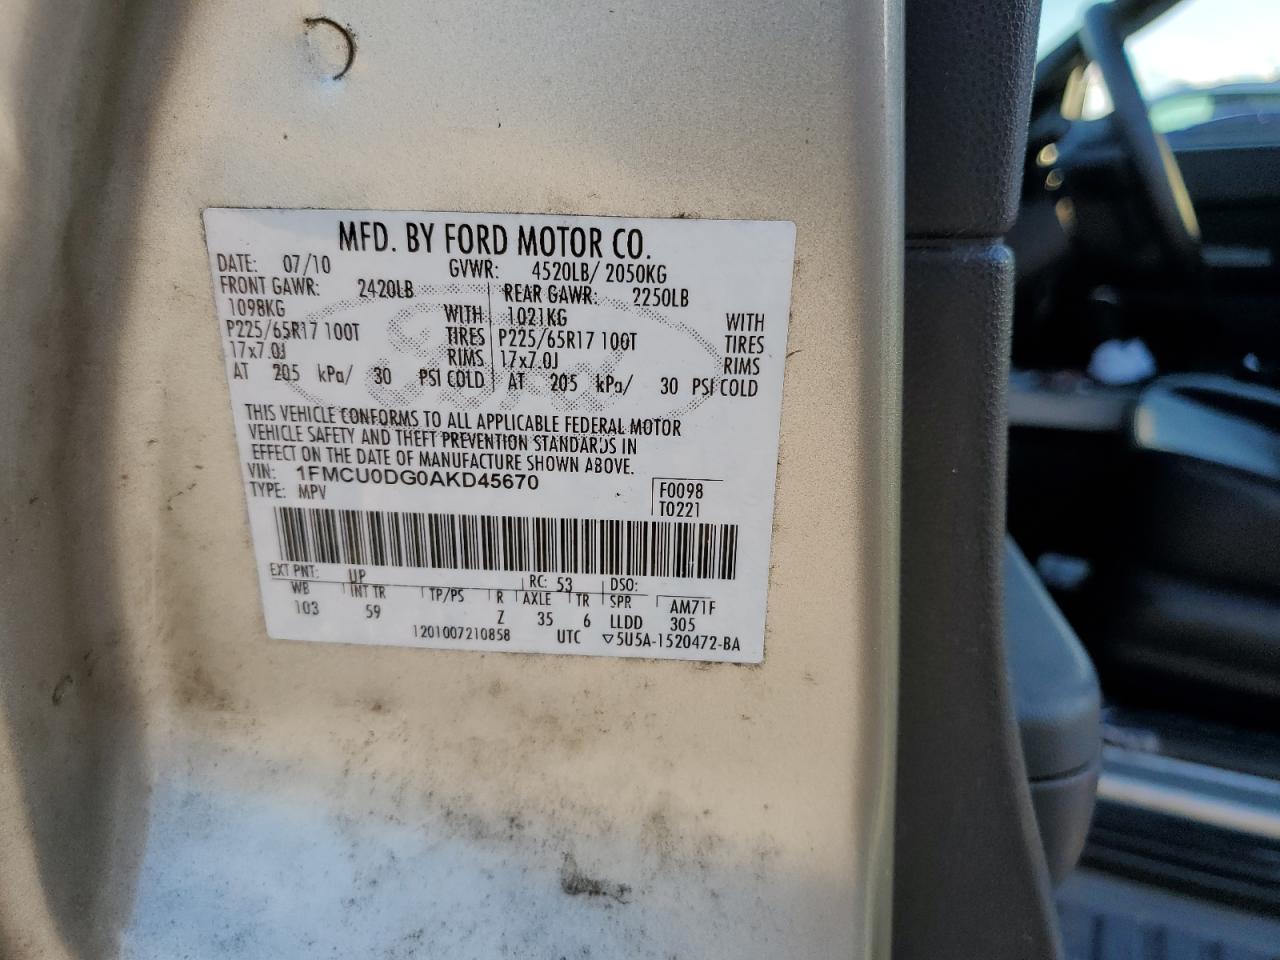 MFD. BY FORD MOTOR CO.
DATE: 07/10 GVWR: 4520LB/ 2050KG
FRONT GAWR: 2420LB REAR GAWR: 2250LB
1098KG WITH 1021KG WITH
P225/65R17 100T TIRES P225/65R17 100T TIRES
17x7.0J RIMS 17x7.0J RIMS
AT 205 kPa/ 30 PSI COLD AT 205 kPa/ 30 PSI COLD
THIS VEHICLE CONFORMS TO ALL APPLICABLE FEDERAL MOTOR
VEHICLE SAFETY AND THEFT PREVENTION STANDARDS IN
EFFECT ON THE DATE OF MANUFACTURE SHOWN ABOVE.
VIN: 1FMCU0DG0AKD45670
TYPE: MPV F0098
T0221
EXT PNT: UP RC: 53 DSO:
WB INT TR TP/PS R AXLE TR SPR AM71F
103 59 Z 35 6 LLDD 305
1201007210858 UTC ▽5U5A-1520472-BA
Ford